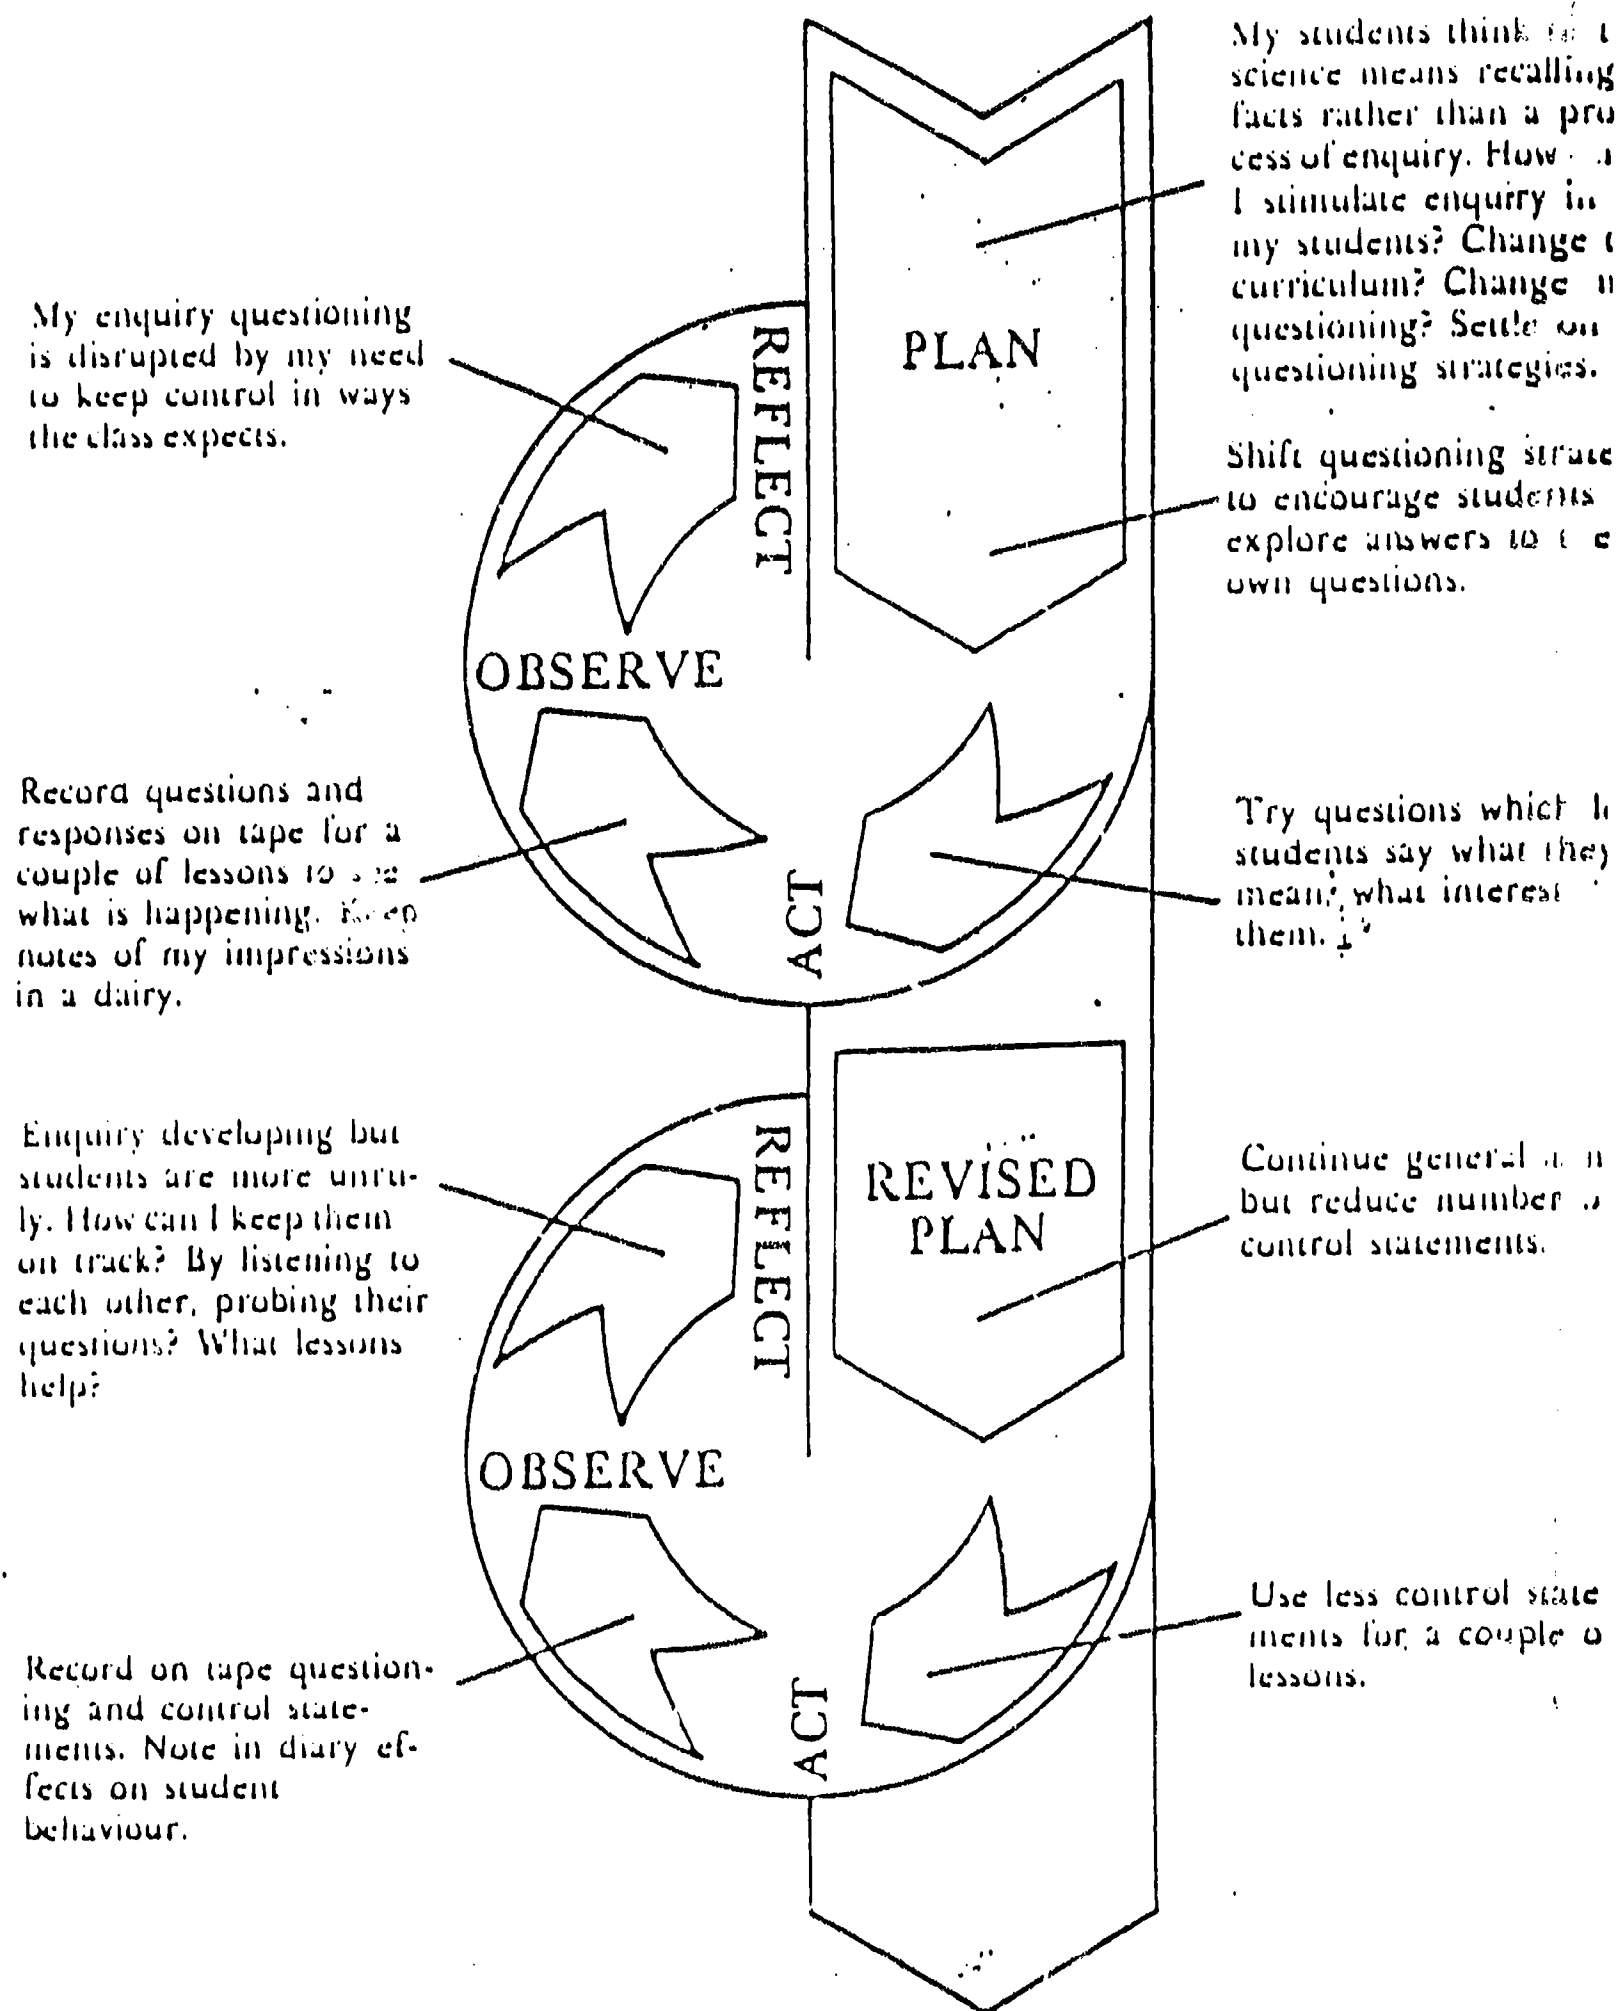 My students think
science means recalling
facts rather than a pro
cess of enquiry. How
I stimulate enquiry in
my students? Change
curriculum? Change
questioning? Settle on
questioning strategies.
PLAN
REFLECT
My enquiry questioning
is disrupted by my need
to keep control in ways
the class expects.
Shift questioning strate
to encourage students
explore answers to
own questions.
OBSERVE
Record questions and
responses on tape for a
couple of lessons to
what is happening. Keep
notes of my impressions
in a dairy.
Try questions which
students say what they
mean, what interest
them.
ACT
REFLECT
Enquiry developing but
students are more unru-
ly. How can I keep them
on track? By listening to
each other, probing their
questions? What lessons
help?
REVISED
PLAN
Continue general
but reduce number
control statements.
OBSERVE
Use less control state
ments for a couple o
lessons.
Record on tape question-
ing and control state-
ments. Note in diary ef-
fects on student
behaviour.
ACT